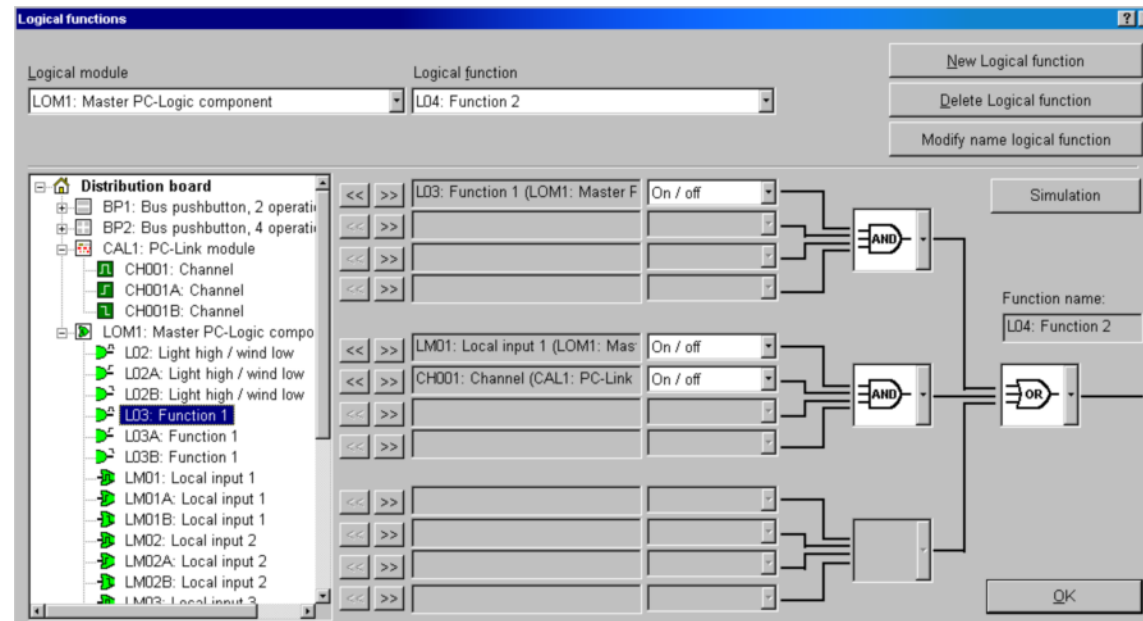 Logical functions
?
Logical module
Logical function
LOM1: Master PC-Logic component
L04: Function 2
New Logical function
Delete Logical function
Modify name logical function
Distribution board
BP1: Bus pushbutton, 2 operati
BP2: Bus pushbutton, 4 operati
CAL1: PC-Link module
CH001: Channel
CH001A: Channel
CH001B: Channel
LOM1: Master PC-Logic compo
L02: Light high / wind low
L02A: Light high / wind low
L02B: Light high / wind low
L03: Function 1
L03A: Function 1
L03B: Function 1
LM01: Local input 1
LM01A: Local input 1
LM01B: Local input 1
LM02: Local input 2
LM02A: Local input 2
LM02B: Local input 2
LM03: Local input 3
<< >> L03: Function 1 (LOM1: Master F On / off
<< >>
<< >>
<< >>
AND
<< >> LM01: Local input 1 (LOM1: Mas On / off
<< >> CH001: Channel (CAL1: PC-Link On / off
<< >>
<< >>
AND
<< >>
<< >>
<< >>
<< >>
Simulation
Function name:
L04: Function 2
OR
OK